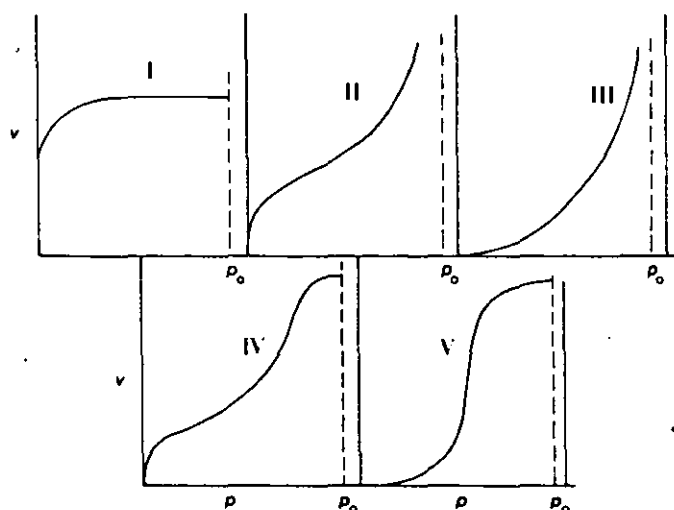 I
II
III
v
p₀ p₀ p₀
IV
V
v
p p₀ p p₀